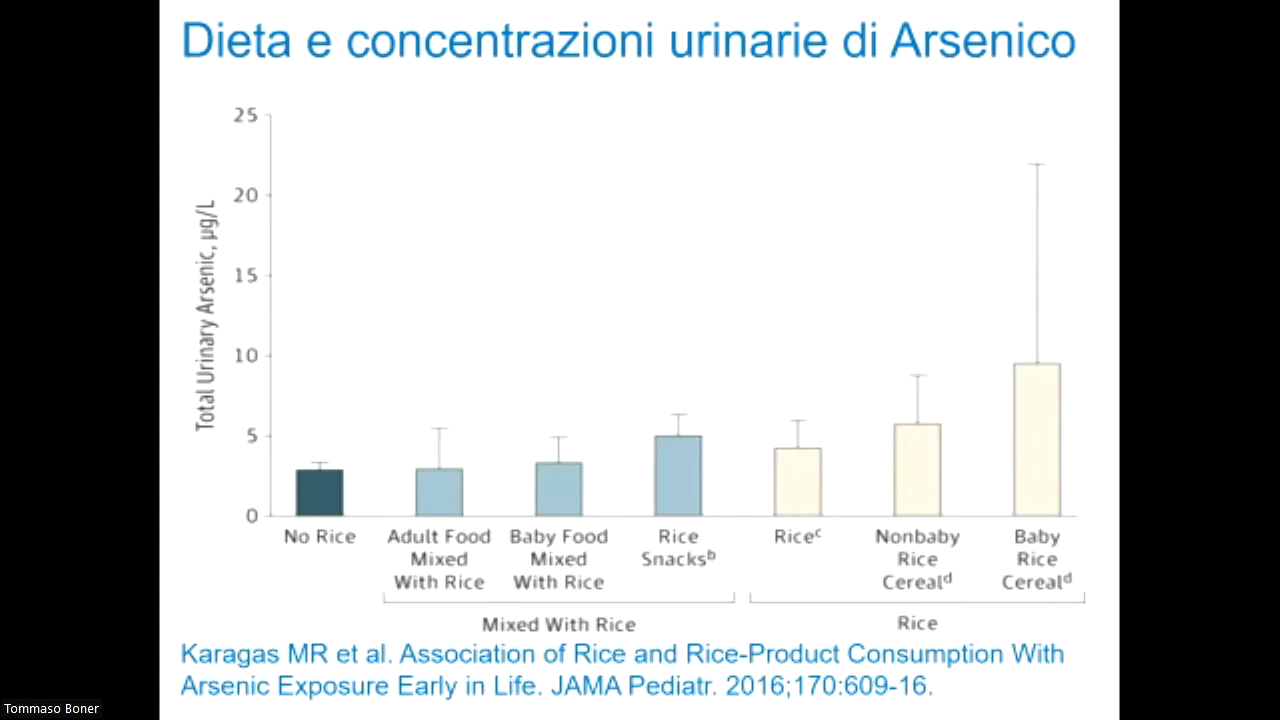 Dieta e concentrazioni urinarie di Arsenico
Total Urinary Arsenic, μg/L
25
20
15
10
5
0
No Rice
Adult Food
Mixed
With Rice
Baby Food
Mixed
With Rice
Rice
Snacksᵇ
Riceᶜ
Nonbaby
Rice
Cerealᵈ
Baby
Rice
Cerealᵈ
Mixed With Rice
Rice
Karagas MR et al. Association of Rice and Rice-Product Consumption With
Arsenic Exposure Early in Life. JAMA Pediatr. 2016;170:609-16.
Tommaso Boner